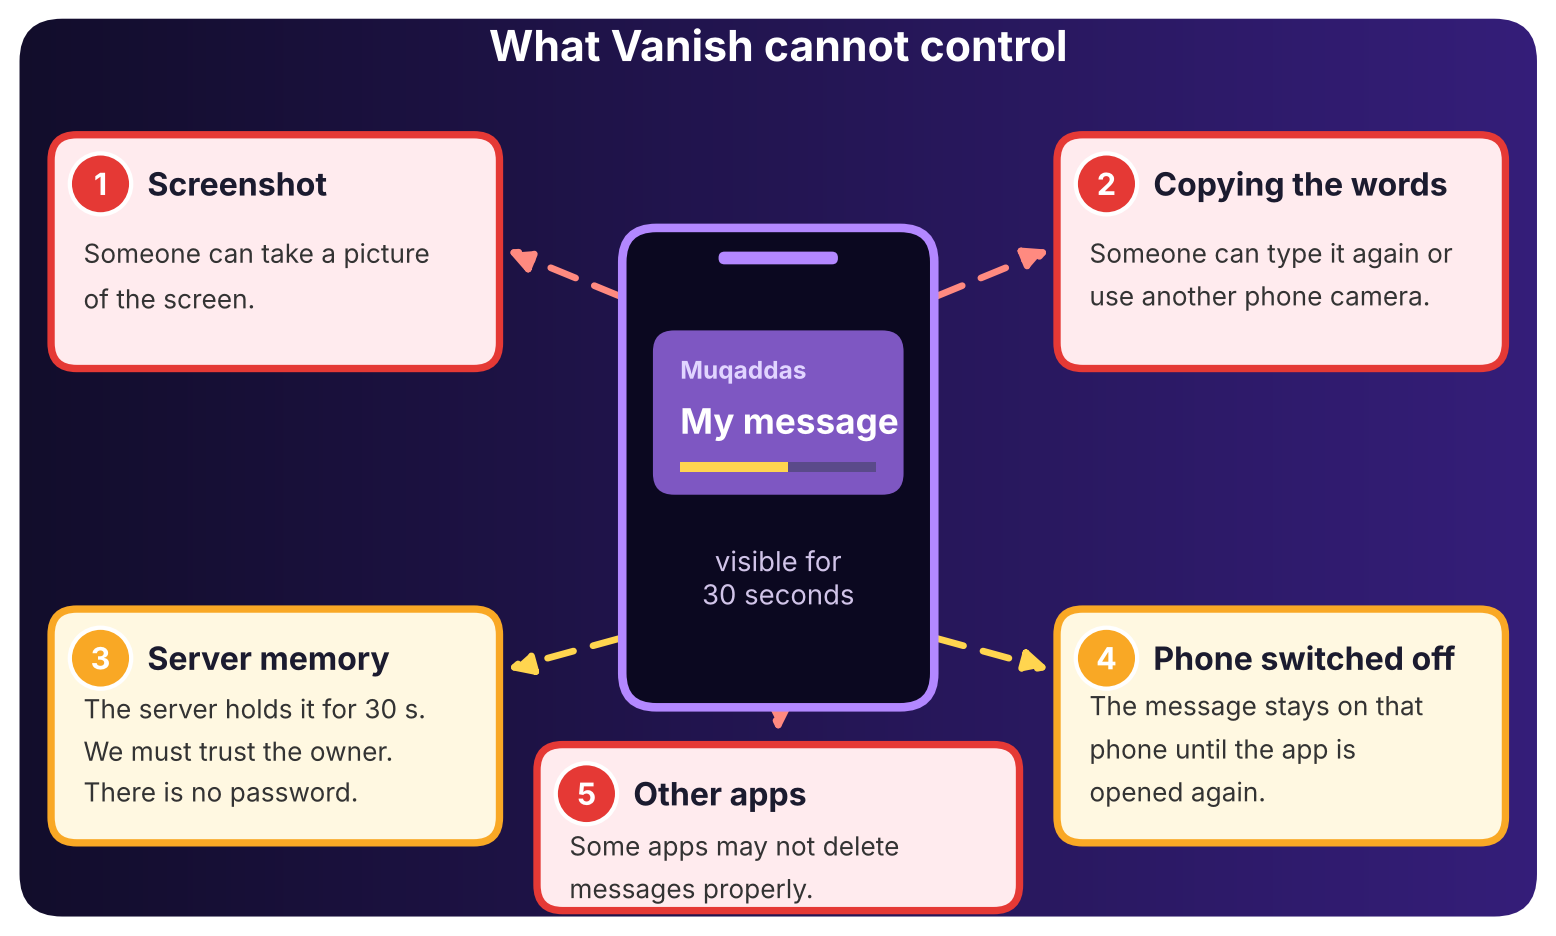 What Vanish cannot control
1 Screenshot
Someone can take a picture
of the screen.
2 Copying the words
Someone can type it again or
use another phone camera.
Muqaddas
My message
visible for
30 seconds
3 Server memory
The server holds it for 30 s.
We must trust the owner.
There is no password.
4 Phone switched off
The message stays on that
phone until the app is
opened again.
5 Other apps
Some apps may not delete
messages properly.